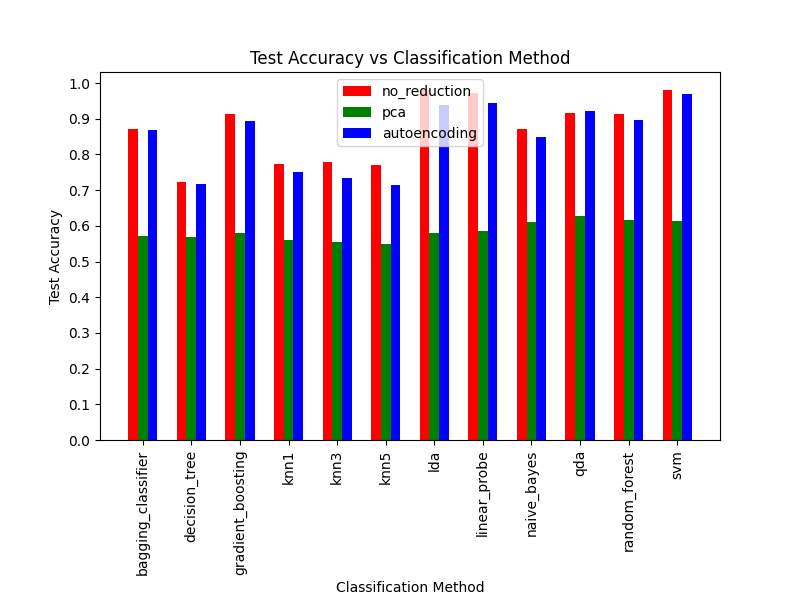 Test Accuracy vs Classification Method
no_reduction
pca
autoencoding
Test Accuracy
1.0
0.9
0.8
0.7
0.6
0.5
0.4
0.3
0.2
0.1
0.0
bagging_classifier
decision_tree
gradient_boosting
knn1
knn3
knn5
lda
linear_probe
naive_bayes
qda
random_forest
svm
Classification Method